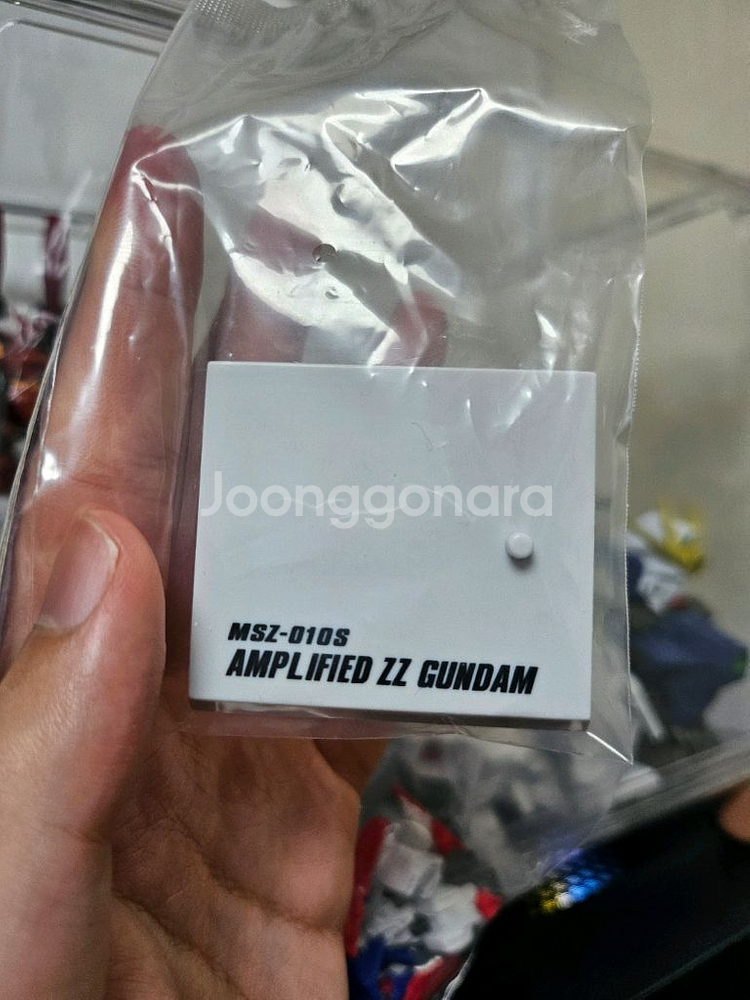 Joonggonara
MSZ-010S
AMPLIFIED ZZ GUNDAM